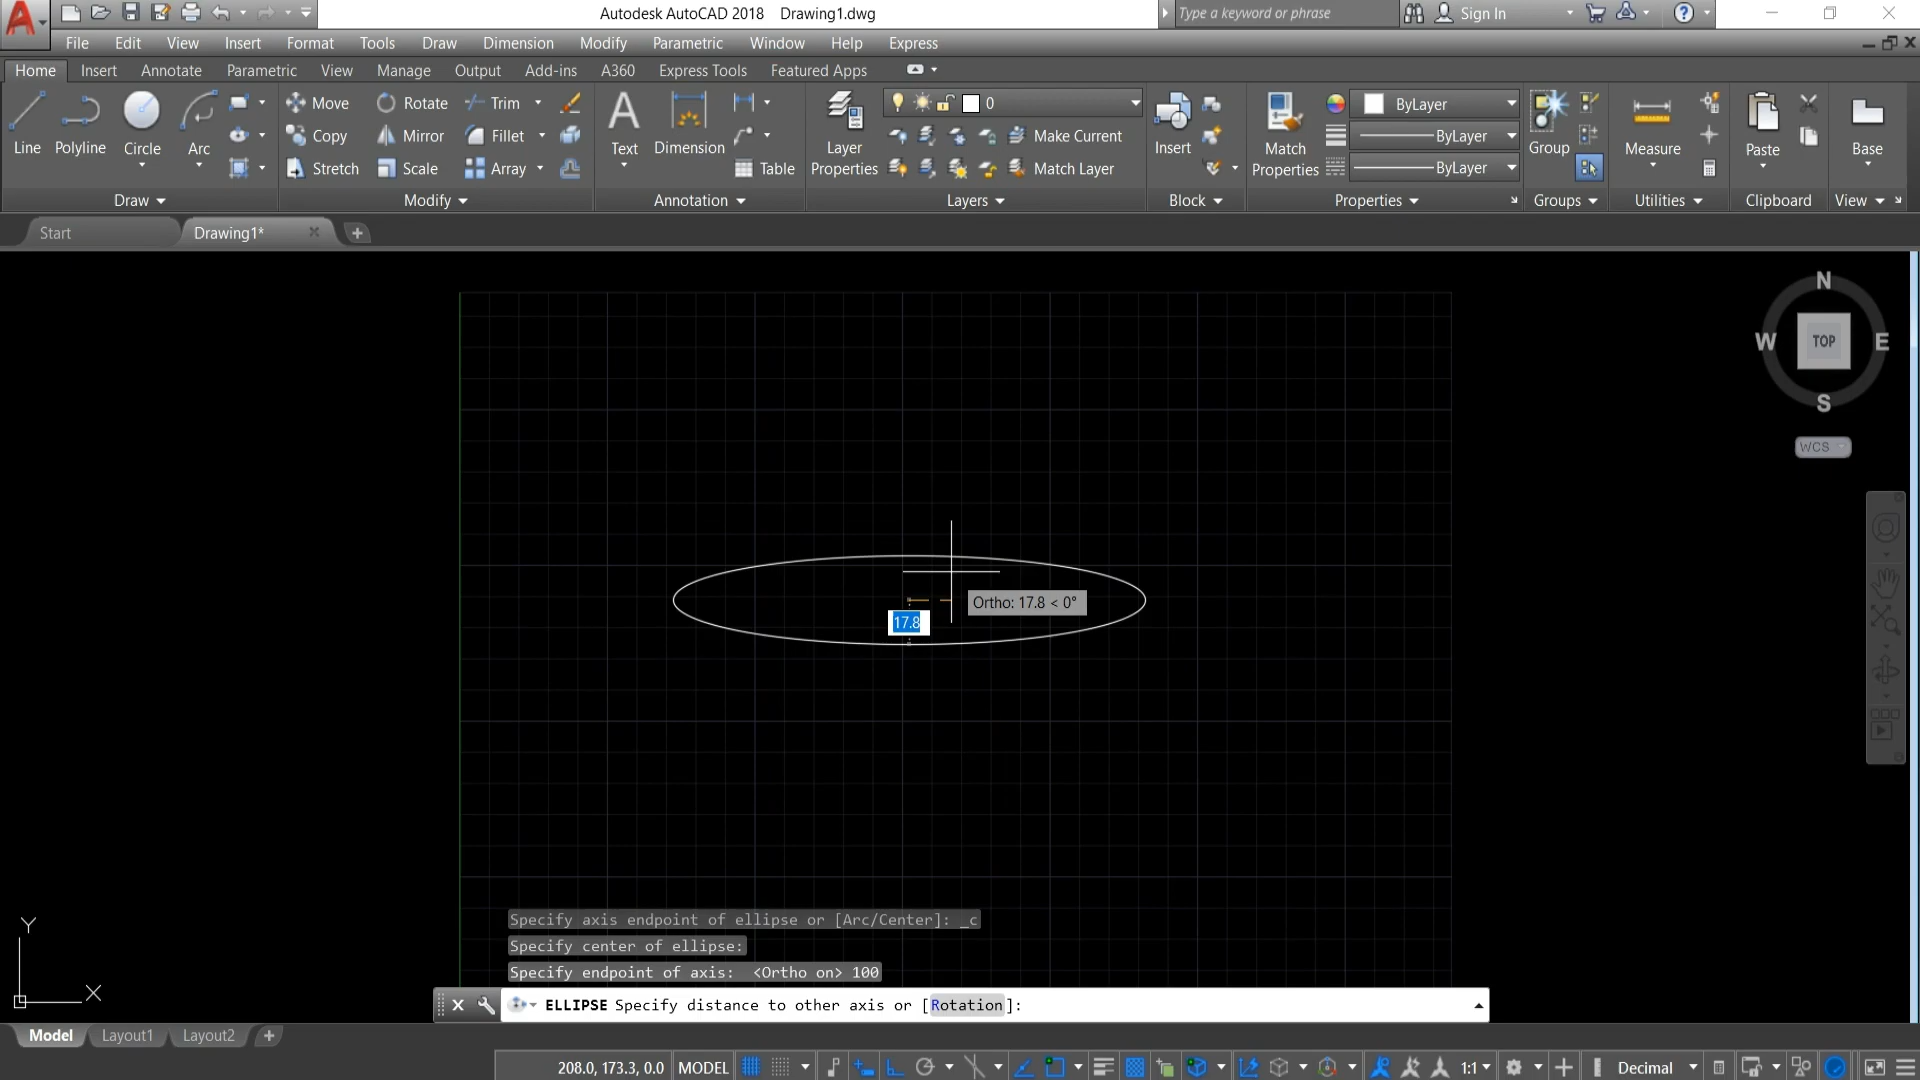 Autodesk AutoCAD 2018 Drawing1.dwg
Type a keyword or phrase
Sign In
File Edit View Insert Format Tools Draw Dimension Modify Parametric Window Help Express
Home Insert Annotate Parametric View Manage Output Add-ins A360 Express Tools Featured Apps
Line Polyline Circle Arc
Move Rotate Trim
Copy Mirror Fillet
Stretch Scale Array
Text Dimension Table
Layer Properties
0
Make Current
Match Layer
Insert
Match Properties
ByLayer
ByLayer
ByLayer
Group
Measure
Paste
Base
Draw Modify Annotation Layers Block Properties Groups Utilities Clipboard View
Start Drawing1*
N
W TOP E
S
WCS
Ortho: 17.8 < 0°
17.8
Y
X
Specify axis endpoint of ellipse or [Arc/Center]: _c
Specify center of ellipse:
Specify endpoint of axis: <Ortho on> 100
ELLIPSE Specify distance to other axis or [Rotation]:
Model Layout1 Layout2
208.0, 173.3, 0.0 MODEL 1:1 Decimal